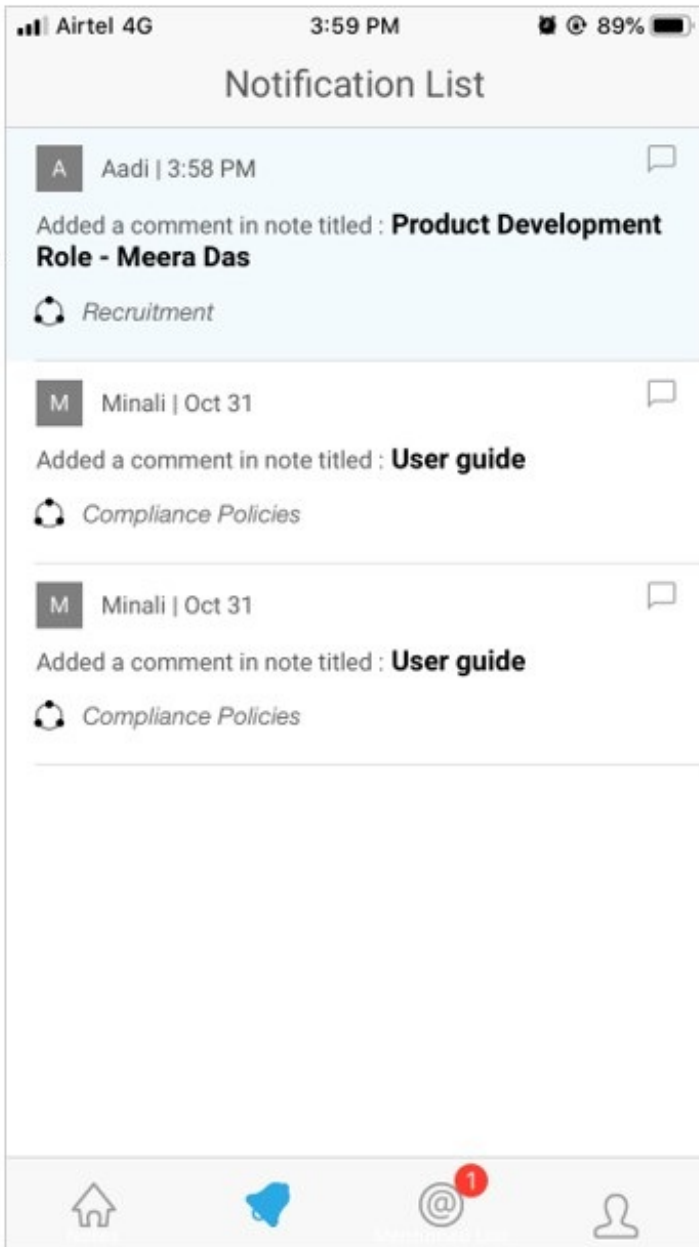 Airtel 4G 3:59 PM 89%
Notification List
A Aadi | 3:58 PM
Added a comment in note titled : Product Development
Role - Meera Das
Recruitment
M Minali | Oct 31
Added a comment in note titled : User guide
Compliance Policies
M Minali | Oct 31
Added a comment in note titled : User guide
Compliance Policies
@ 1